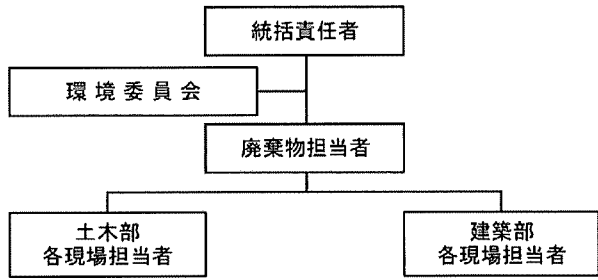 統括責任者
環境委員会
廃棄物担当者
土木部
各現場担当者
建築部
各現場担当者